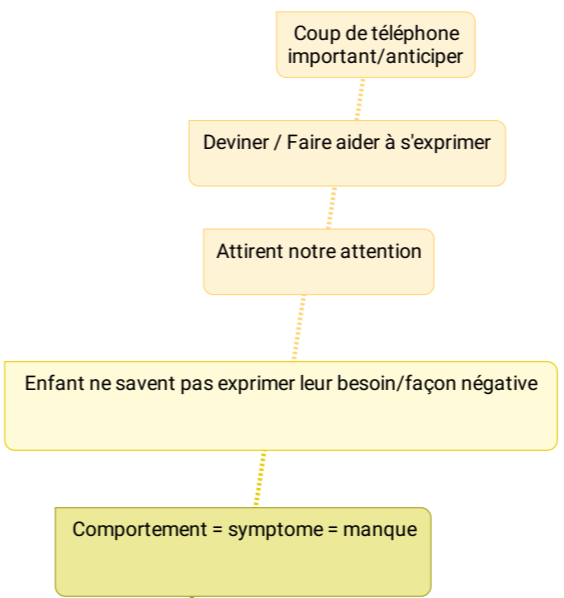 Coup de téléphone
important/anticiper
Deviner / Faire aider à s'exprimer
Attirent notre attention
Enfant ne savent pas exprimer leur besoin/façon négative
Comportement = symptome = manque